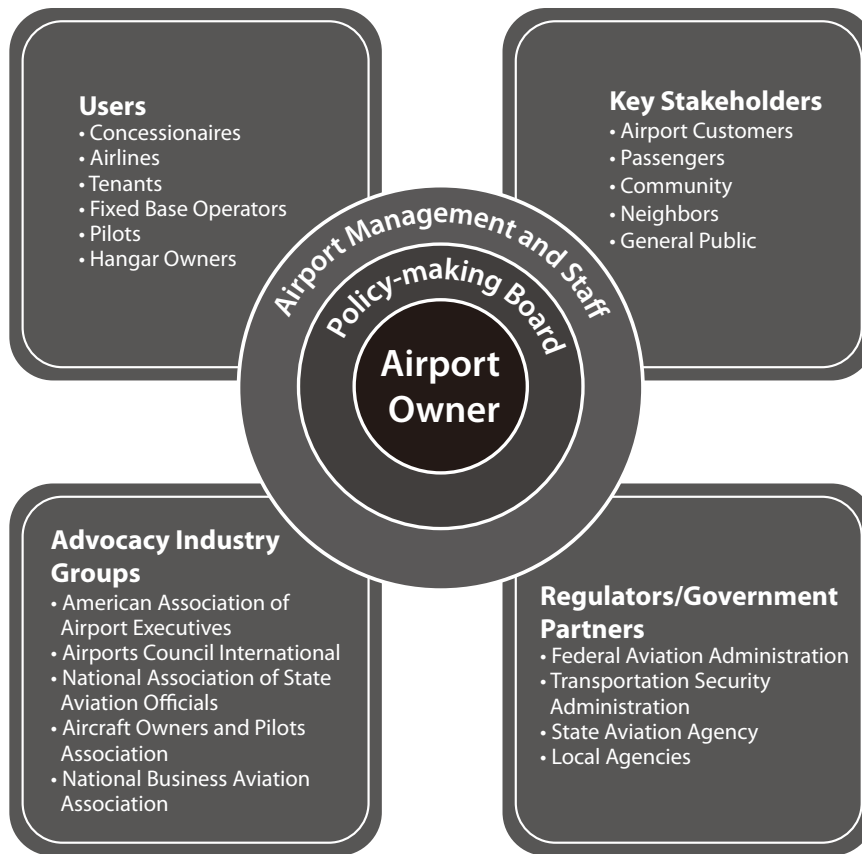 Users
• Concessionaires
• Airlines
• Tenants
• Fixed Base Operators
• Pilots
• Hangar Owners
Key Stakeholders
• Airport Customers
• Passengers
• Community
• Neighbors
• General Public
Airport Management and Staff
Policy-making Board
Airport
Owner
Advocacy Industry
Groups
• American Association of
Airport Executives
• Airports Council International
• National Association of State
Aviation Officials
• Aircraft Owners and Pilots
Association
• National Business Aviation
Association
Regulators/Government
Partners
• Federal Aviation Administration
• Transportation Security
Administration
• State Aviation Agency
• Local Agencies